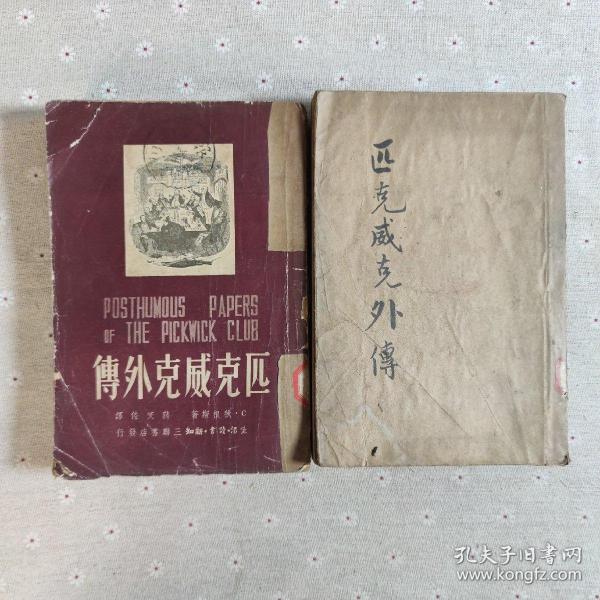 POSTHUMOUS PAPERS
OF THE PICKWICK CLUB
匹克威克外傳
C·狄根斯著 蔣天佐譯
生活·讀書·新知三聯書店發行
匹克威克外傳
孔夫子旧书网
www.kongfz.com